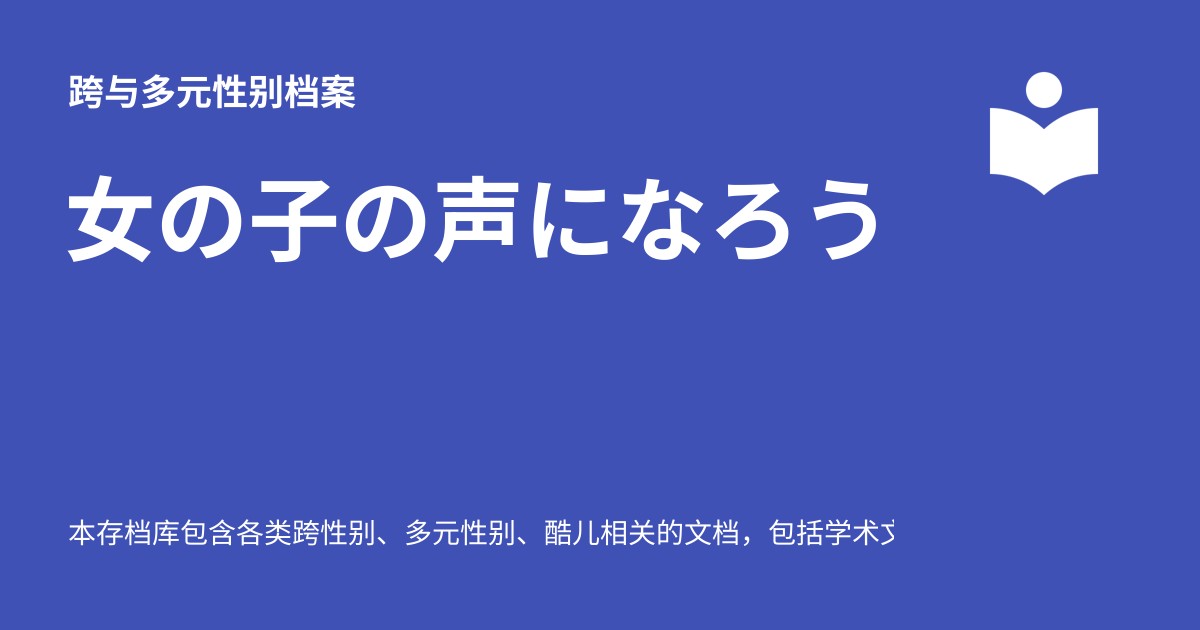 跨与多元性别档案
女の子の声になろう
本存档库包含各类跨性别、多元性别、酷儿相关的文档，包括学术